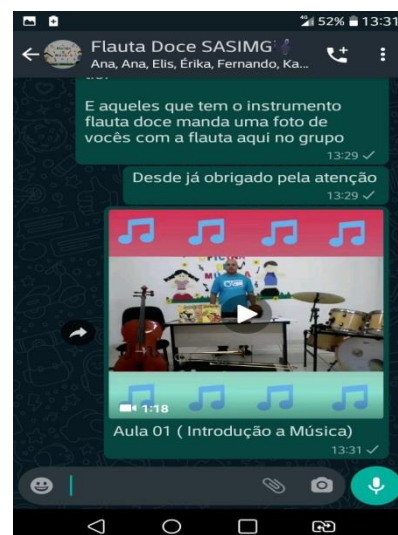 52% 13:31
Flauta Doce SASIMG
Ana, Ana, Elis, Érika, Fernando, Ka...
E aqueles que tem o instrumento
flauta doce manda uma foto de
vocês com a flauta aqui no grupo
13:29
Desde já obrigado pela atenção
13:29
1:18
Aula 01 ( Introdução a Música)
13:31